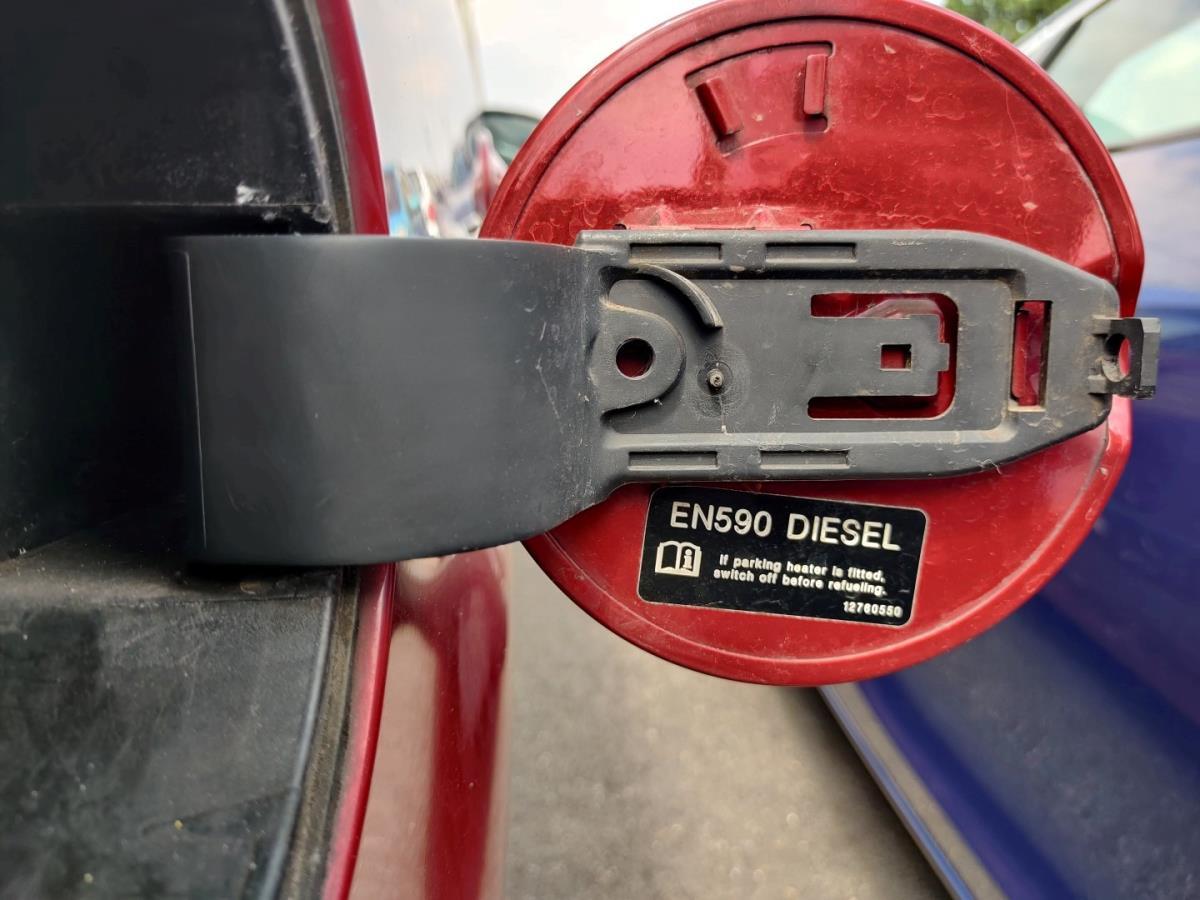 EN590 DIESEL
If parking heater is fitted,
switch off before refueling.
12760550